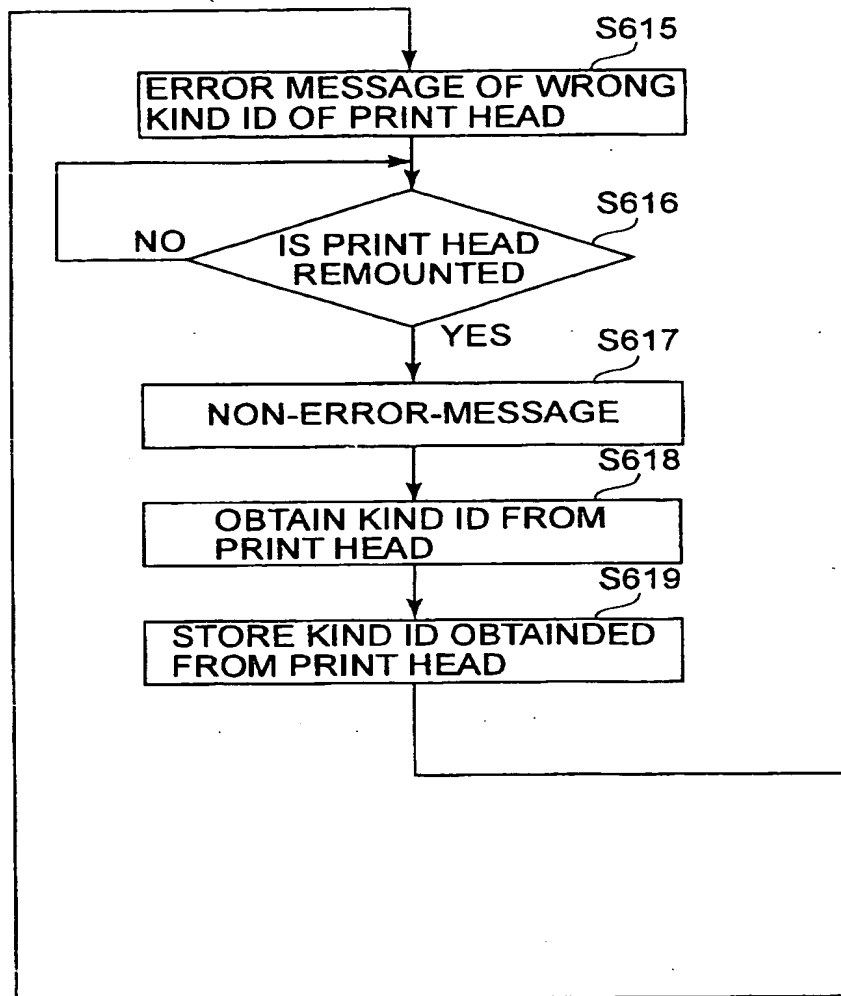 S615
ERROR MESSAGE OF WRONG
KIND ID OF PRINT HEAD
S616
NO
IS PRINT HEAD
REMOUNTED
YES
S617
NON-ERROR-MESSAGE
S618
OBTAIN KIND ID FROM
PRINT HEAD
S619
STORE KIND ID OBTAINDED
FROM PRINT HEAD